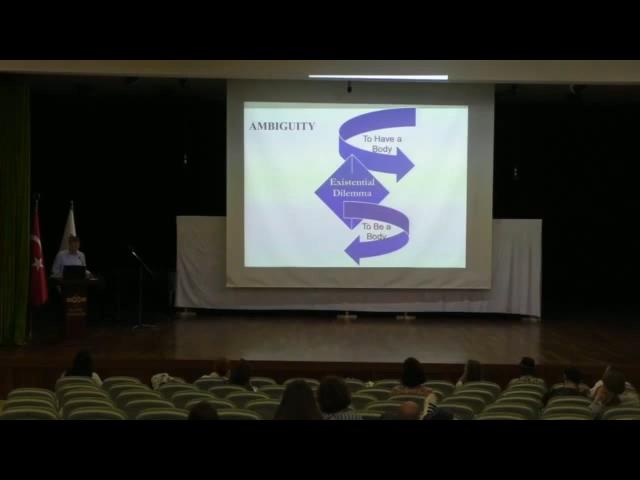 AMBIGUITY
To Have a
Body
Existential
Dilemma
To Be a
Body